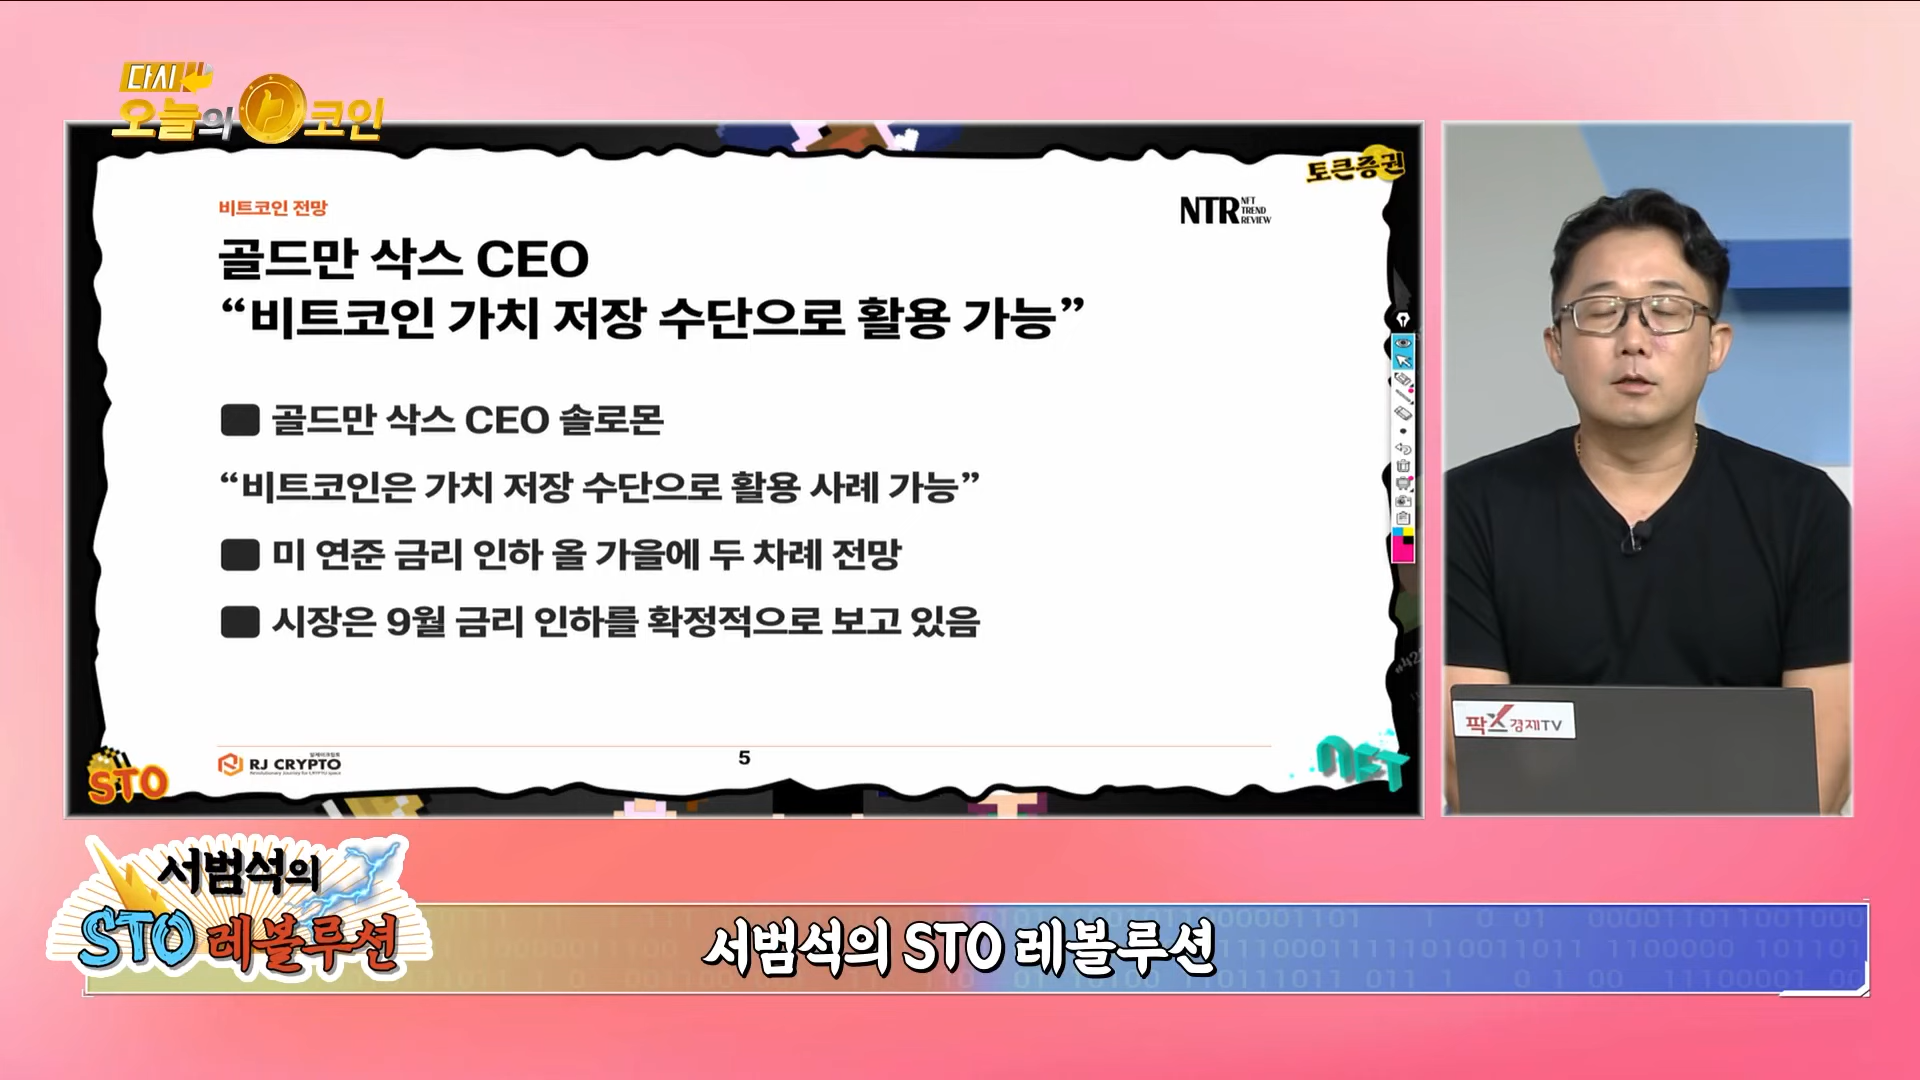 다시
오늘의 코인
토큰증권
비트코인 전망
NTR NFT TREND REVIEW
골드만 삭스 CEO
“비트코인 가치 저장 수단으로 활용 가능”
골드만 삭스 CEO 솔로몬
“비트코인은 가치 저장 수단으로 활용 사례 가능”
미 연준 금리 인하 올 가을에 두 차례 전망
시장은 9월 금리 인하를 확정적으로 보고 있음
RJ CRYPTO
5
STO
NFT
팍스경제TV
서범석의
STO 레볼루션
서범석의 STO 레볼루션